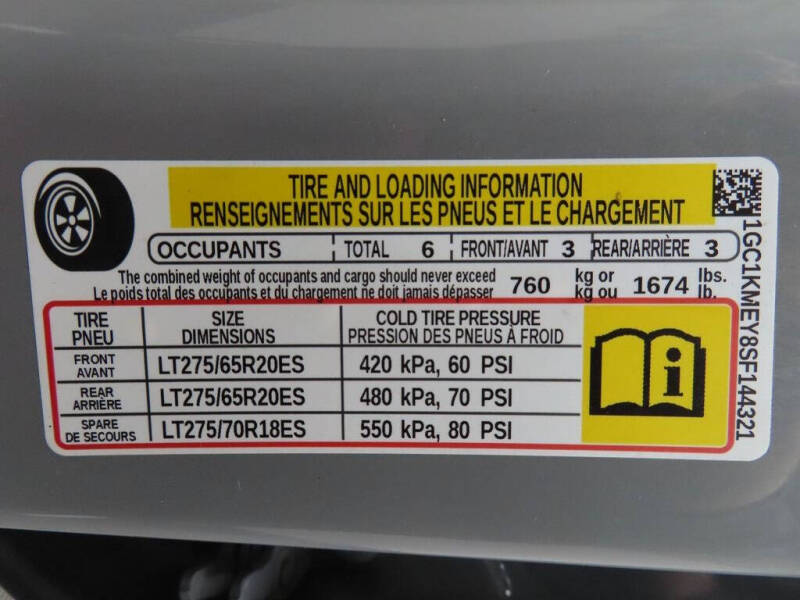 TIRE AND LOADING INFORMATION
RENSEIGNEMENTS SUR LES PNEUS ET LE CHARGEMENT
OCCUPANTS TOTAL 6 FRONT/AVANT 3 REAR/ARRIÈRE 3
The combined weight of occupants and cargo should never exceed 760 kg or 1674 lbs.
Le poids total des occupants et du chargement ne doit jamais dépasser kg ou lb.
TIRE SIZE COLD TIRE PRESSURE
PNEU DIMENSIONS PRESSION DES PNEUS À FROID
FRONT
AVANT LT275/65R20ES 420 kPa, 60 PSI
REAR
ARRIÈRE LT275/65R20ES 480 kPa, 70 PSI
SPARE
DE SECOURS LT275/70R18ES 550 kPa, 80 PSI
i
1GC1KMEY8SF144321